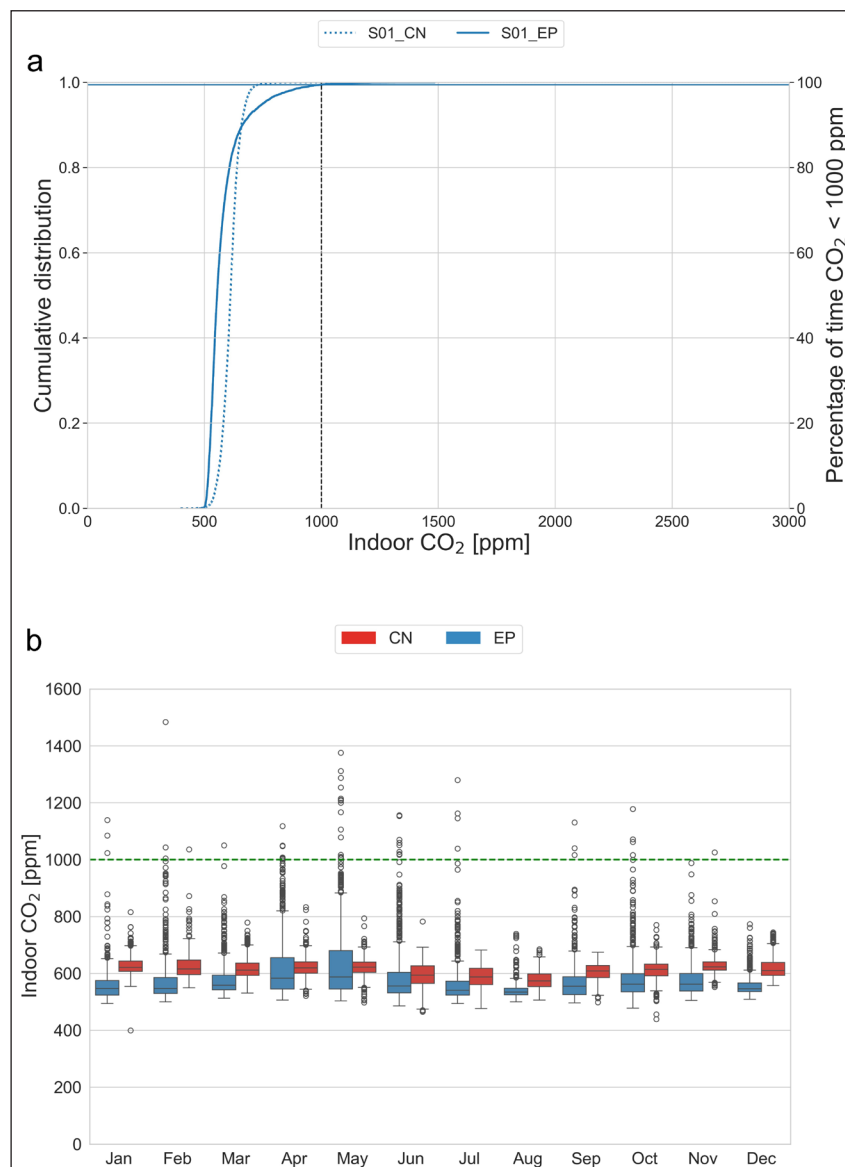 S01_CN S01_EP
a
1.0 100
0.8 80
0.6 60
0.4 40
0.2 20
0.0 0
Cumulative distribution
Percentage of time CO₂ < 1000 ppm
0 500 1000 1500 2000 2500 3000
Indoor CO₂ [ppm]
b
CN EP
1600
1400
1200
1000
800
600
400
200
0
Indoor CO₂ [ppm]
Jan Feb Mar Apr May Jun Jul Aug Sep Oct Nov Dec